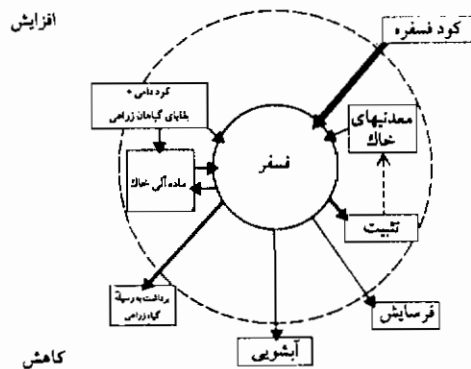 افزایش
کود فسفره
کود دامی +
بقایای گیاهان زراعی
معدنیهای
خاک
فسفر
ماده آلی خاک
تثبیت
برداشت به وسیله
گیاه زراعی
فرسایش
آبشویی
کاهش